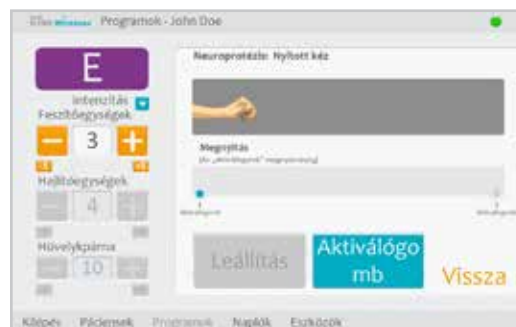 Programok - John Doe
E
Neuroprotézis: Nyitott kéz
Intenzitás
Feszítőegységek
3
Megnyitás
Hajlítóegységek
4
Hüvelykpárna
10
Leállítás
Aktiválógo
mb
Vissza
Kilépés Páciensek Programok Naplók Eszközök